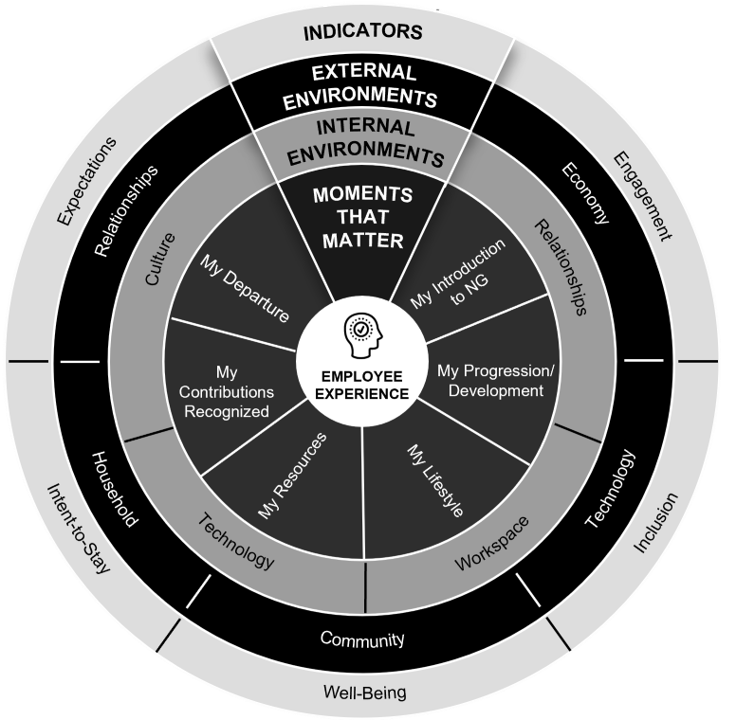 INDICATORS
EXTERNAL
ENVIRONMENTS
INTERNAL
ENVIRONMENTS
MOMENTS
THAT
MATTER
EMPLOYEE
EXPERIENCE
My Introduction
to NG
My Progression/
Development
My Lifestyle
My Resources
My
Contributions
Recognized
My Departure
Relationships
Workspace
Technology
Culture
Economy
Technology
Community
Household
Relationships
Engagement
Inclusion
Well-Being
Intent-to-Stay
Expectations